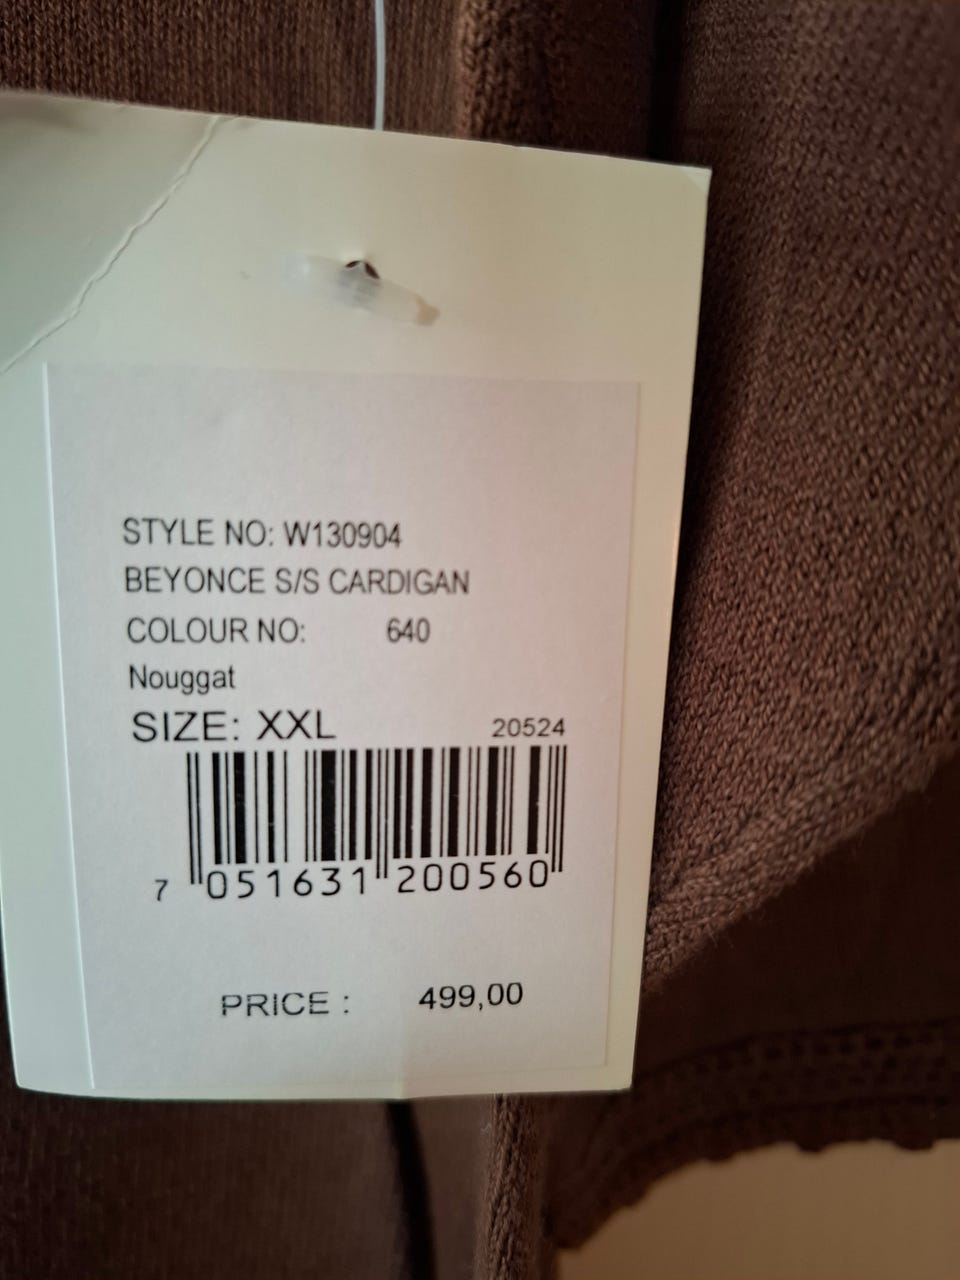 STYLE NO: W130904
BEYONCE S/S CARDIGAN
COLOUR NO: 640
Nouggat
SIZE: XXL 20524
7 051631 200560
PRICE : 499,00